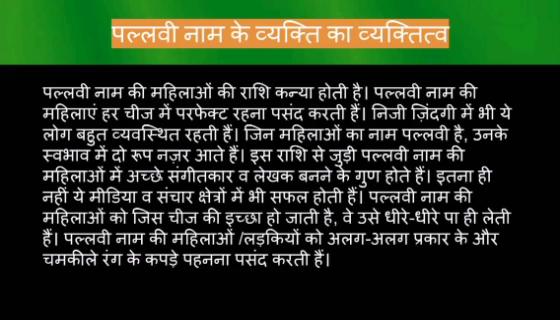 पल्लवी नाम के व्यक्ति का व्यक्तित्व
पल्लवी नाम की महिलाओं की राशि कन्या होती है। पल्लवी नाम की
महिलाएं हर चीज में परफेक्ट रहना पसंद करती हैं। निजी ज़िंदगी में भी ये
लोग बहुत व्यवस्थित रहती हैं। जिन महिलाओं का नाम पल्लवी है, उनके
स्वभाव में दो रूप नज़र आते हैं। इस राशि से जुड़ी पल्लवी नाम की
महिलाओं में अच्छे संगीतकार व लेखक बनने के गुण होते हैं। इतना ही
नहीं ये मीडिया व संचार क्षेत्रों में भी सफल होती हैं। पल्लवी नाम की
महिलाओं को जिस चीज की इच्छा हो जाती है, वे उसे धीरे-धीरे पा ही लेती
हैं। पल्लवी नाम की महिलाओं /लड़कियों को अलग-अलग प्रकार के और
चमकीले रंग के कपड़े पहनना पसंद करती हैं।